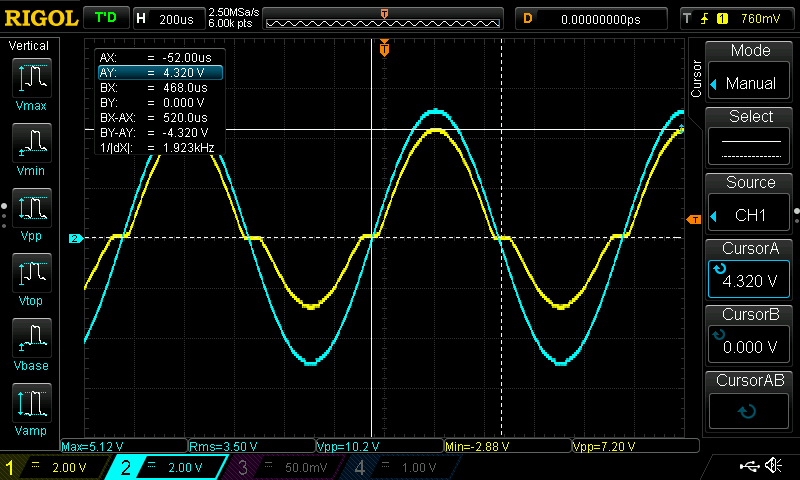 RIGOL T'D H 200us 2.50MSa/s 6.00k pts T D 0.00000000ps T 1 760mV
Vertical
Vmax
Vmin
Vpp
Vtop
Vbase
Vamp
AX: = -52.00us
AY: = 4.320 V
BX: = 468.0us
BY: = 0.000 V
BX-AX: = 520.0us
BY-AY: = -4.320 V
1/|dX|: = 1.923kHz
T
2
T
Cursor
Mode
Manual
Select
Source
CH1
CursorA
4.320 V
CursorB
0.000 V
CursorAB
Max=5.12 V Rms=3.50 V Vpp=10.2 V Min=-2.88 V Vpp=7.20 V
1 = 2.00 V 2 = 2.00 V 3 = 50.0mV 4 = 1.00 V